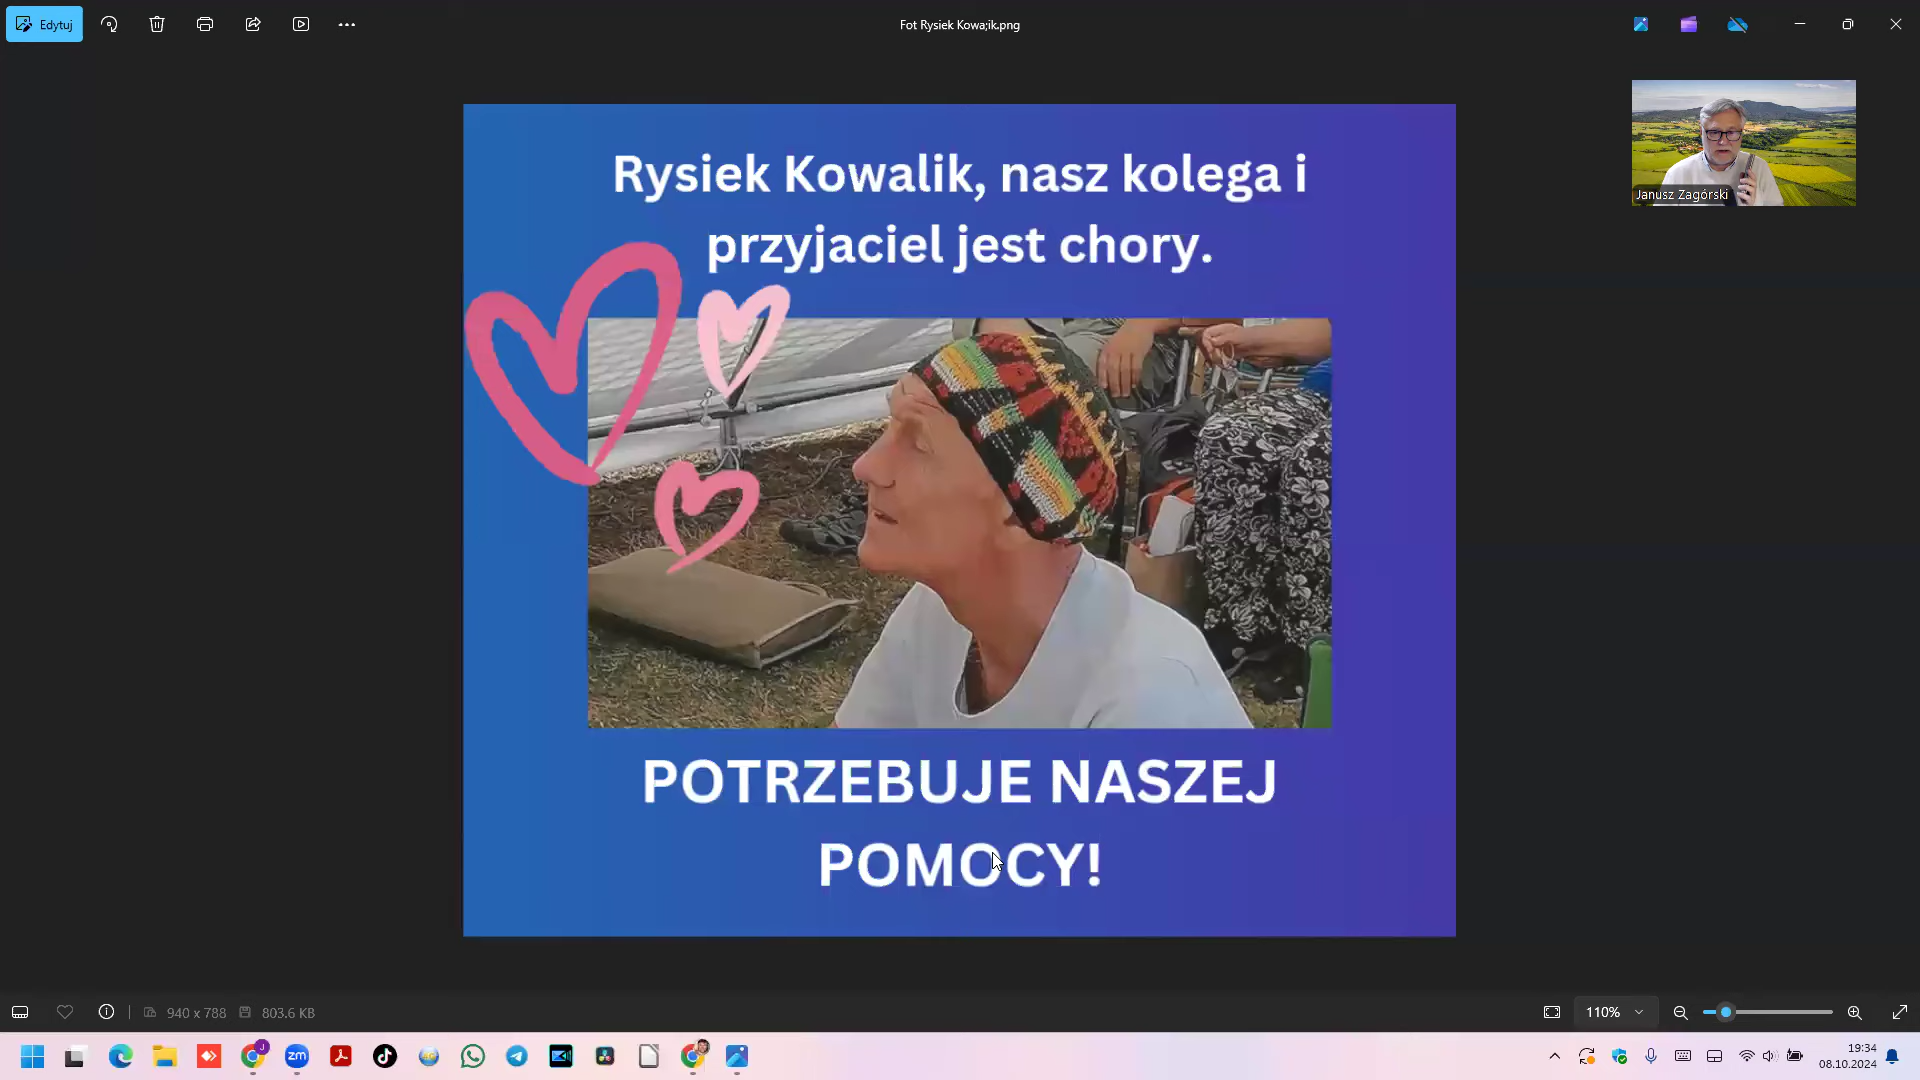 Edytuj
Fot Rysiek Kowa;ik.png
Janusz Zagórski
Rysiek Kowalik, nasz kolega i
przyjaciel jest chory.
POTRZEBUJE NASZEJ
POMOCY!
940 x 788
803.6 KB
110%
J
zm
19:34
08.10.2024